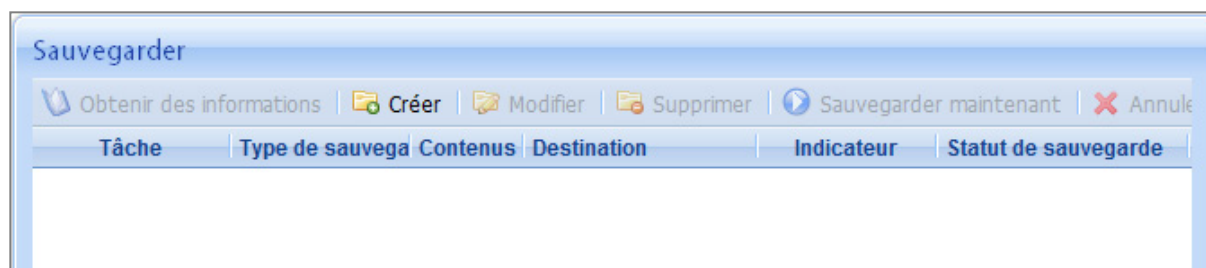 Sauvegarder
Obtenir des informations Créer Modifier Supprimer Sauvegarder maintenant Annule
Tâche Type de sauvega Contenus Destination Indicateur Statut de sauvegarde